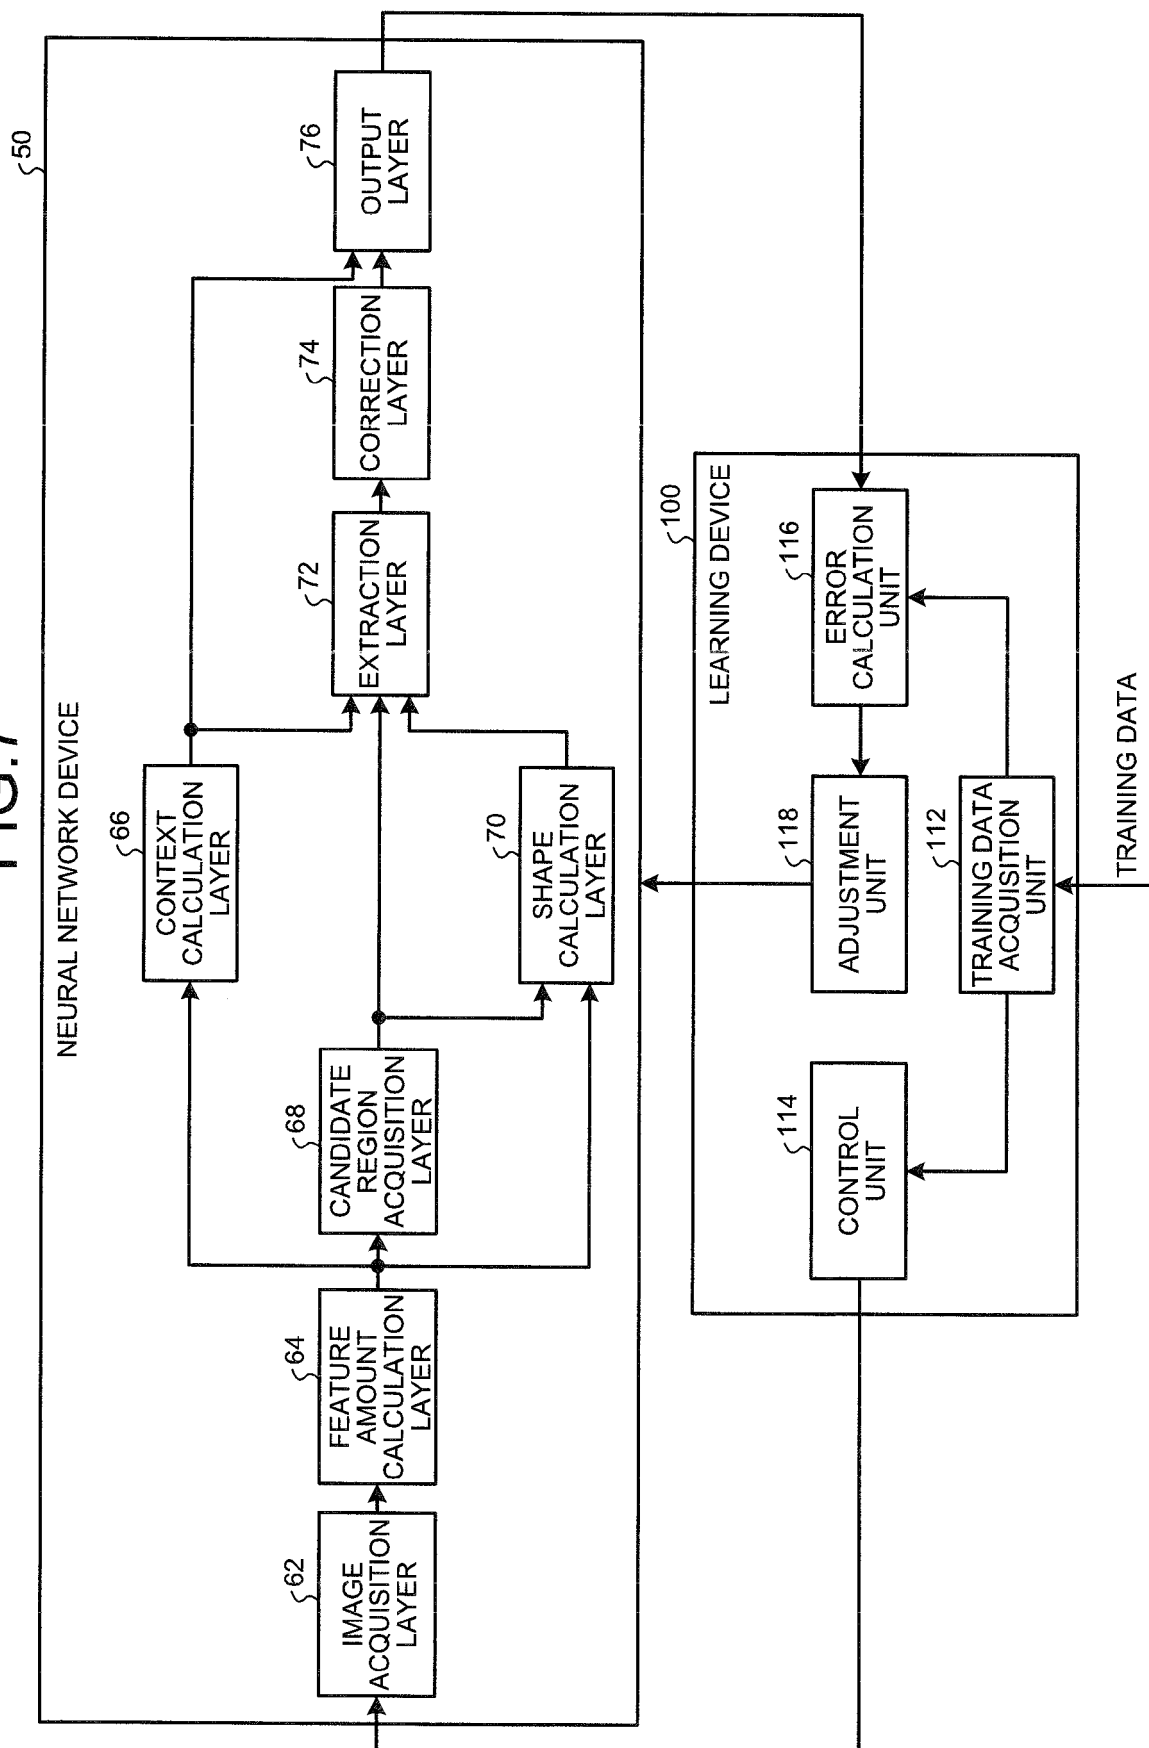 FIG.7
50
NEURAL NETWORK DEVICE
62
IMAGE
ACQUISITION
LAYER
64
FEATURE
AMOUNT
CALCULATION
LAYER
66
CONTEXT
CALCULATION
LAYER
68
CANDIDATE
REGION
ACQUISITION
LAYER
70
SHAPE
CALCULATION
LAYER
72
EXTRACTION
LAYER
74
CORRECTION
LAYER
76
OUTPUT
LAYER
100
LEARNING DEVICE
114
CONTROL
UNIT
118
ADJUSTMENT
UNIT
116
ERROR
CALCULATION
UNIT
112
TRAINING DATA
ACQUISITION
UNIT
TRAINING DATA